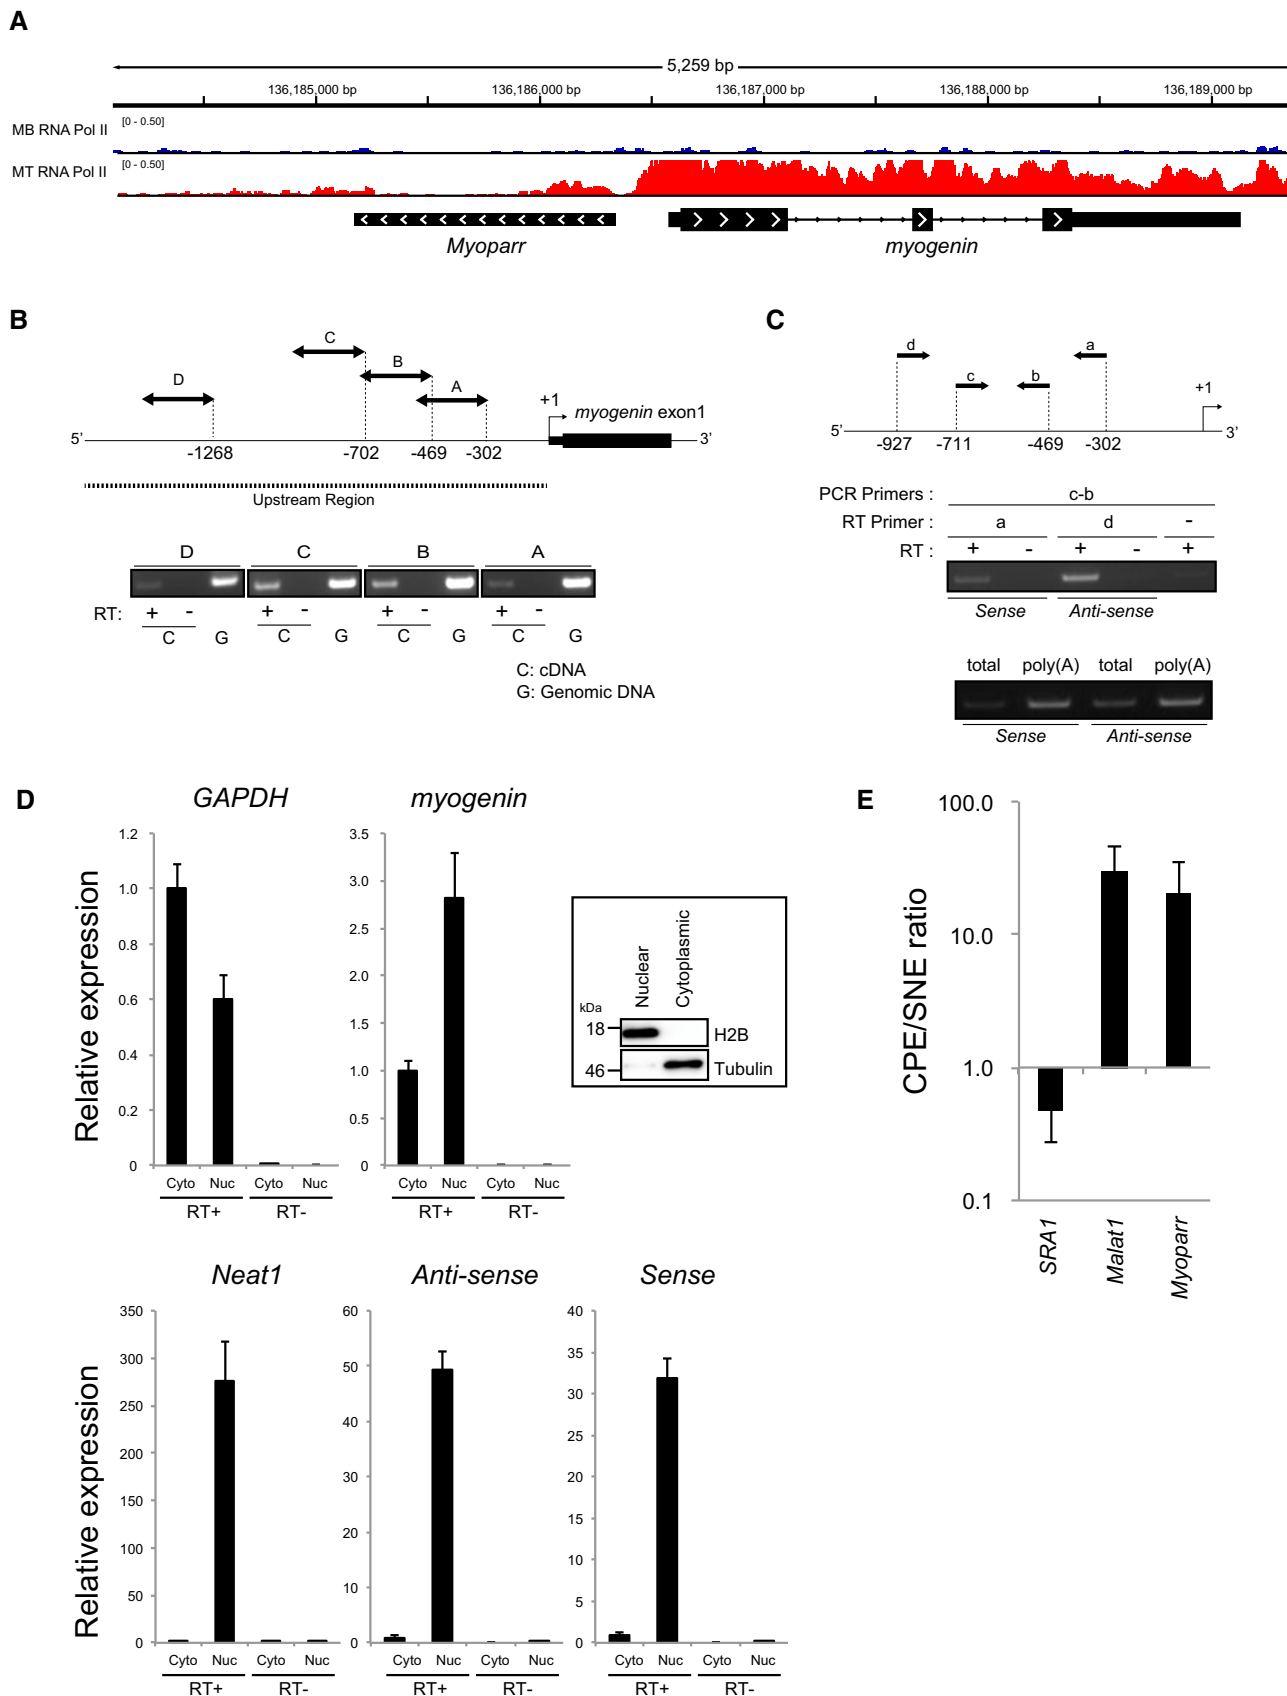 A
5,259 bp
136,185,000 bp 136,186,000 bp 136,187,000 bp 136,188,000 bp 136,189,000 bp
MB RNA Pol II [0 - 0.50]
MT RNA Pol II [0 - 0.50]
Myoparr myogenin
B
C
B
A
D
+1 myogenin exon1
5' 3'
-1268 -702 -469 -302
Upstream Region
D C B A
RT: + - + - + - + -
C G C G C G C G
C: cDNA
G: Genomic DNA
C
d a
c b
+1
5' 3'
-927 -711 -469 -302
PCR Primers : c-b
RT Primer : a d -
RT : + - + - +
Sense Anti-sense
total poly(A) total poly(A)
Sense Anti-sense
D
GAPDH
Relative expression
1.2
1.0
0.8
0.6
0.4
0.2
0
Cyto Nuc Cyto Nuc
RT+ RT-
myogenin
3.5
3.0
2.5
2.0
1.5
1.0
0.5
0
Cyto Nuc Cyto Nuc
RT+ RT-
Nuclear
Cytoplasmic
kDa
18 H2B
46 Tubulin
Neat1
Relative expression
350
300
250
200
150
100
50
0
Cyto Nuc Cyto Nuc
RT+ RT-
Anti-sense
60
50
40
30
20
10
0
Cyto Nuc Cyto Nuc
RT+ RT-
Sense
40
35
30
25
20
15
10
5
0
Cyto Nuc Cyto Nuc
RT+ RT-
E
CPE/SNE ratio
100.0
10.0
1.0
0.1
SRA1
Malat1
Myoparr